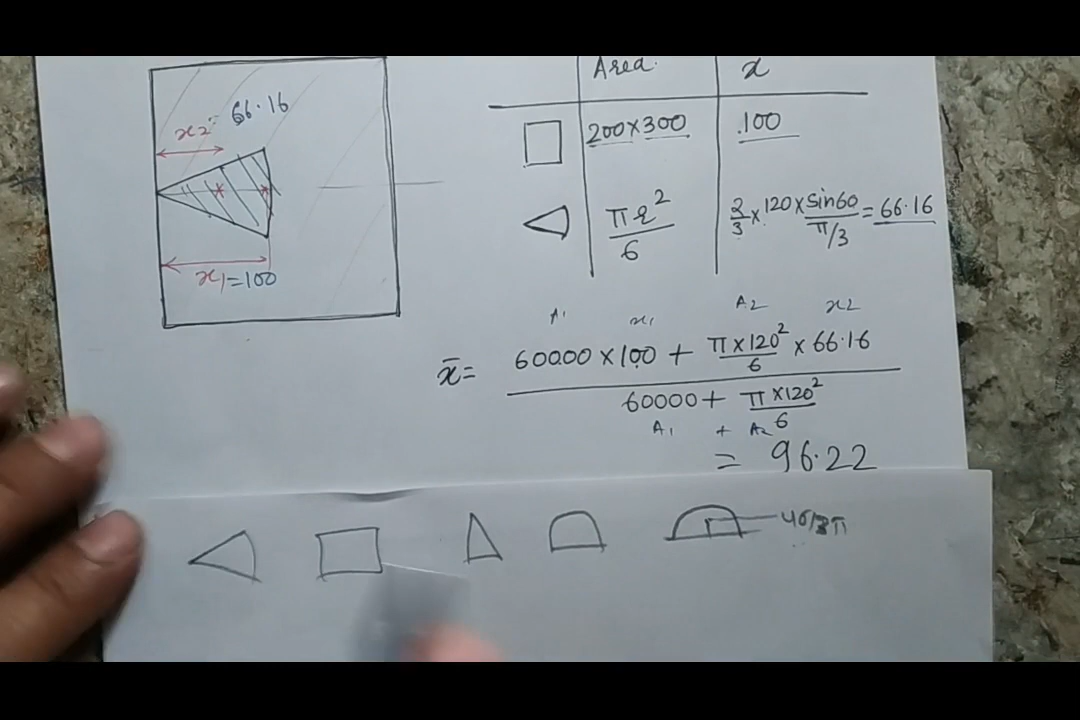 x2= 66.16
x1=100
Area. x
200×300 .100
πr²/6 2/3×120×sin60/π/3=66.16
A1 x1 A2 x2
x̄= 60000×100 + π×120²/6 ×66.16
60000+ π×120²/6
A1 + A2
= 96.22
4r/3π